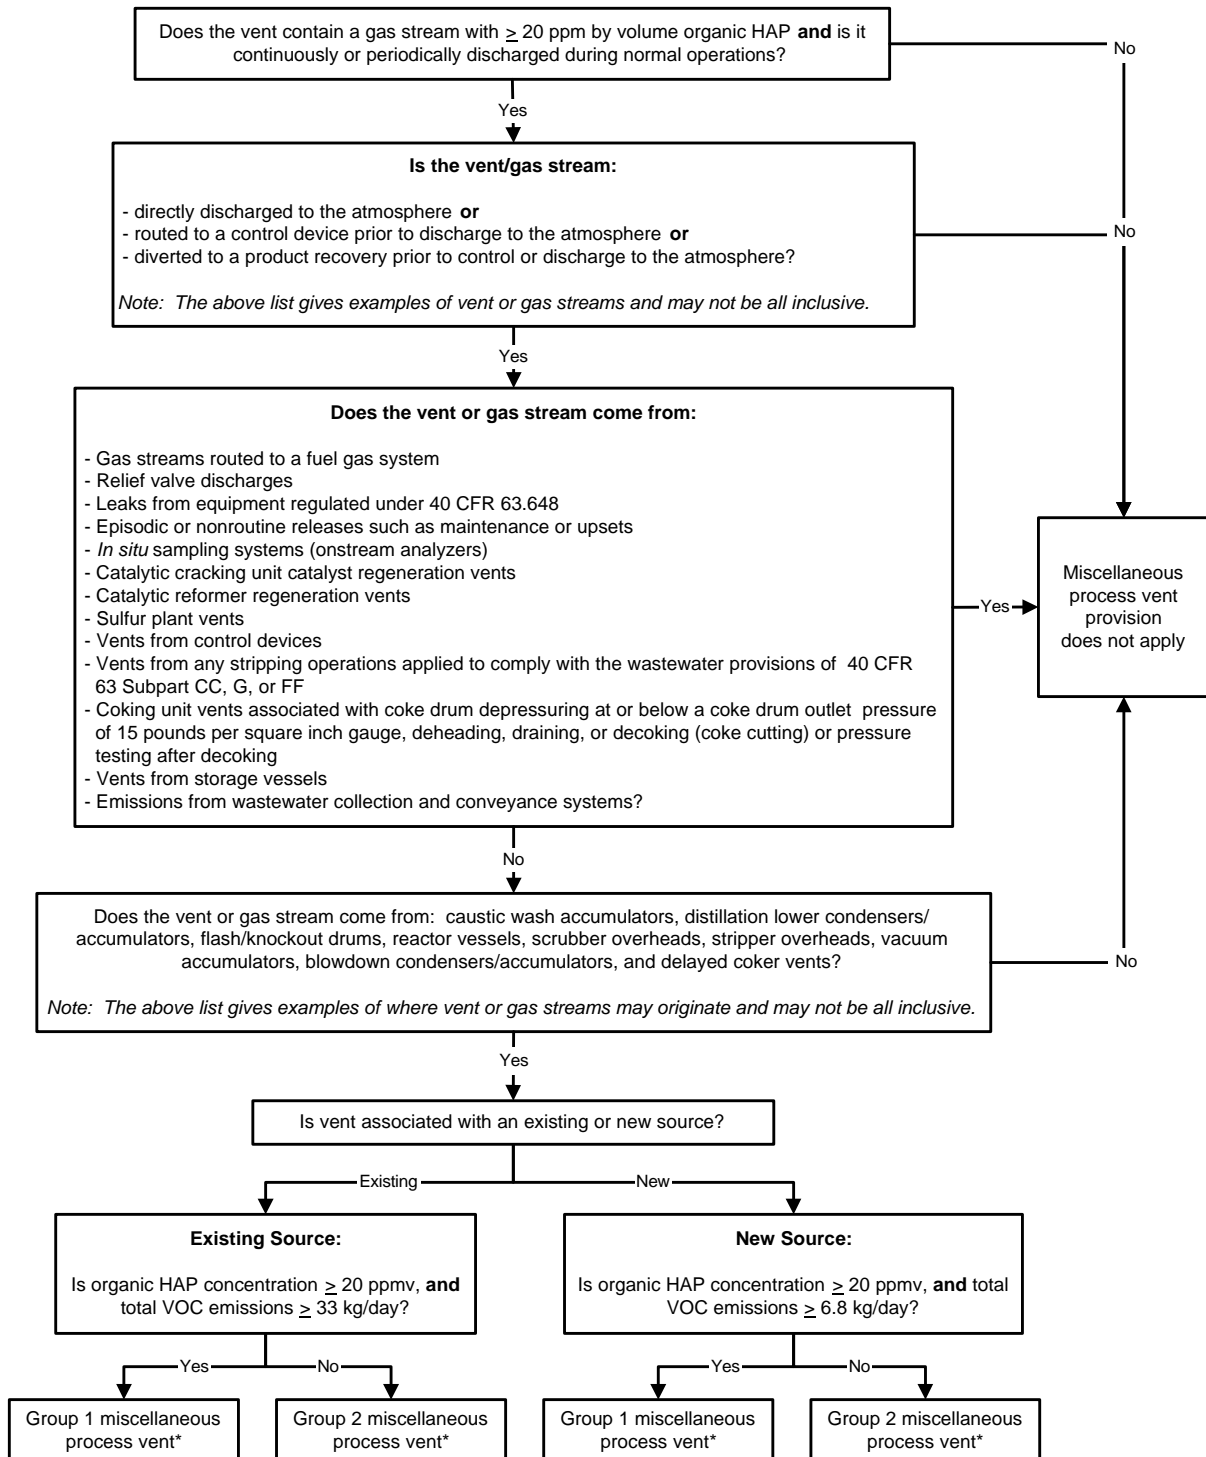 Does the vent contain a gas stream with ≥ 20 ppm by volume organic HAP and is it
continuously or periodically discharged during normal operations?
No
Yes
Is the vent/gas stream:
- directly discharged to the atmosphere or
- routed to a control device prior to discharge to the atmosphere or
- diverted to a product recovery prior to control or discharge to the atmosphere?
Note: The above list gives examples of vent or gas streams and may not be all inclusive.
No
Yes
Does the vent or gas stream come from:
- Gas streams routed to a fuel gas system
- Relief valve discharges
- Leaks from equipment regulated under 40 CFR 63.648
- Episodic or nonroutine releases such as maintenance or upsets
- In situ sampling systems (onstream analyzers)
- Catalytic cracking unit catalyst regeneration vents
- Catalytic reformer regeneration vents
- Sulfur plant vents
- Vents from control devices
- Vents from any stripping operations applied to comply with the wastewater provisions of 40 CFR
63 Subpart CC, G, or FF
- Coking unit vents associated with coke drum depressuring at or below a coke drum outlet pressure
of 15 pounds per square inch gauge, deheading, draining, or decoking (coke cutting) or pressure
testing after decoking
- Vents from storage vessels
- Emissions from wastewater collection and conveyance systems?
Yes
Miscellaneous
process vent
provision
does not apply
No
Does the vent or gas stream come from: caustic wash accumulators, distillation lower condensers/
accumulators, flash/knockout drums, reactor vessels, scrubber overheads, stripper overheads, vacuum
accumulators, blowdown condensers/accumulators, and delayed coker vents?
Note: The above list gives examples of where vent or gas streams may originate and may not be all inclusive.
No
Yes
Is vent associated with an existing or new source?
Existing
New
Existing Source:
Is organic HAP concentration ≥ 20 ppmv, and
total VOC emissions ≥ 33 kg/day?
New Source:
Is organic HAP concentration ≥ 20 ppmv, and total
VOC emissions ≥ 6.8 kg/day?
Yes
No
Yes
No
Group 1 miscellaneous
process vent*
Group 2 miscellaneous
process vent*
Group 1 miscellaneous
process vent*
Group 2 miscellaneous
process vent*